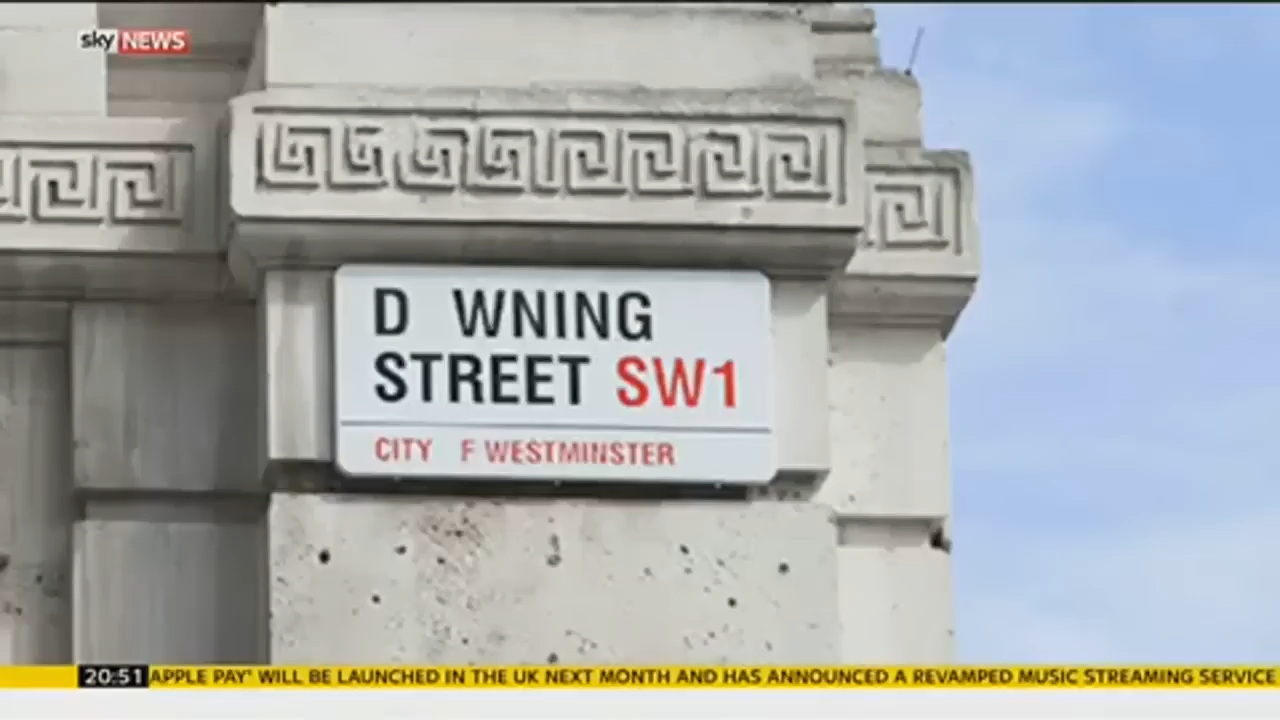 sky NEWS
D WNING
STREET SW1
CITY F WESTMINSTER
20:51 APPLE PAY' WILL BE LAUNCHED IN THE UK NEXT MONTH AND HAS ANNOUNCED A REVAMPED MUSIC STREAMING SERVICE